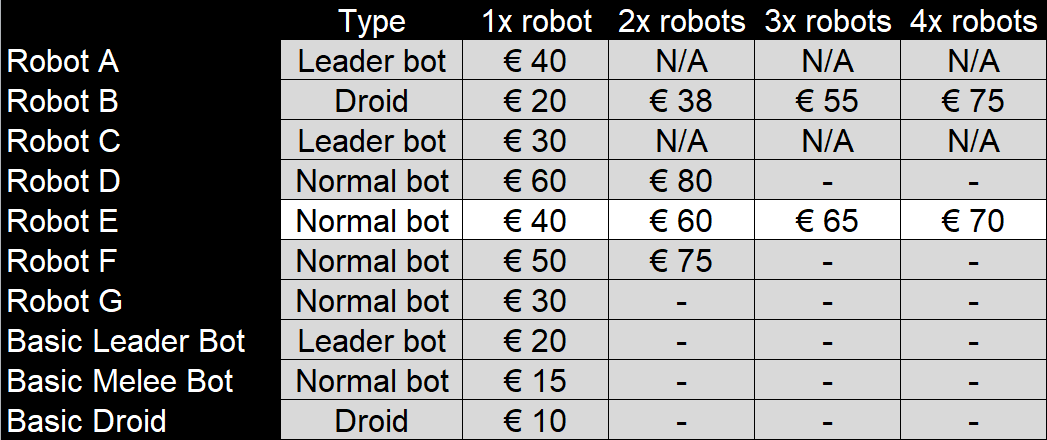 Type 1x robot 2x robots 3x robots 4x robots
Robot A Leader bot € 40 N/A N/A N/A
Robot B Droid € 20 € 38 € 55 € 75
Robot C Leader bot € 30 N/A N/A N/A
Robot D Normal bot € 60 € 80 - -
Robot E Normal bot € 40 € 60 € 65 € 70
Robot F Normal bot € 50 € 75 - -
Robot G Normal bot € 30 - - -
Basic Leader Bot Leader bot € 20 - - -
Basic Melee Bot Normal bot € 15 - - -
Basic Droid Droid € 10 - - -